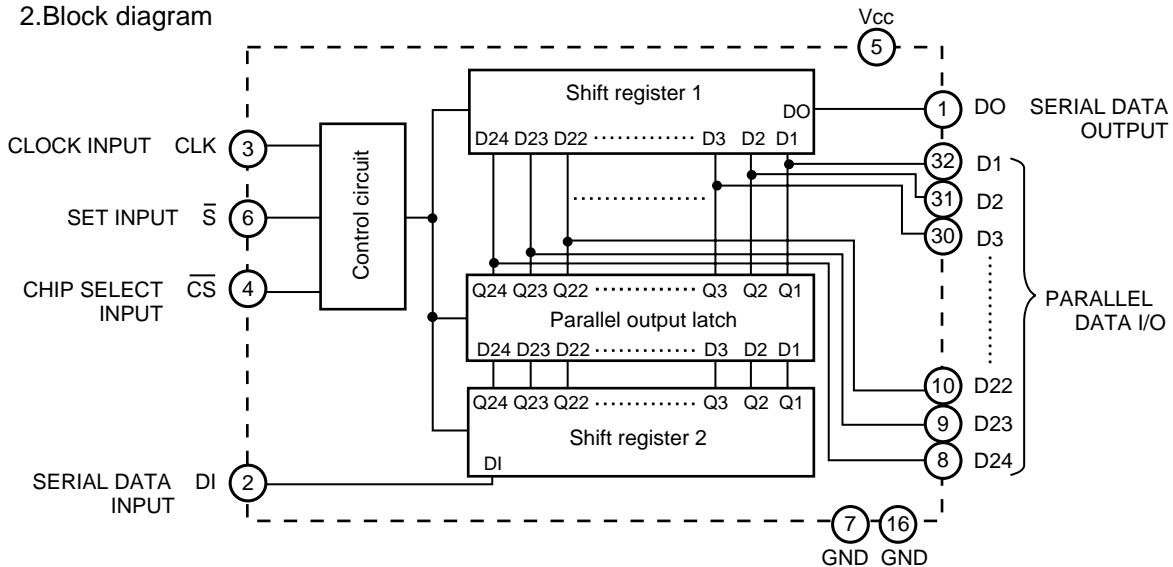 2.Block diagram
Vcc
5
Shift register 1
DO
1 DO SERIAL DATA OUTPUT
D24 D23 D22 ············· D3 D2 D1
CLOCK INPUT CLK 3
Control circuit
32 D1
SET INPUT S̅ 6
31 D2
30 D3
CHIP SELECT INPUT C̅S̅ 4
Q24 Q23 Q22 ············· Q3 Q2 Q1
Parallel output latch
D24 D23 D22 ············· D3 D2 D1
PARALLEL DATA I/O
Q24 Q23 Q22 ············· Q3 Q2 Q1
Shift register 2
DI
10 D22
9 D23
8 D24
SERIAL DATA INPUT DI 2
7 16
GND GND